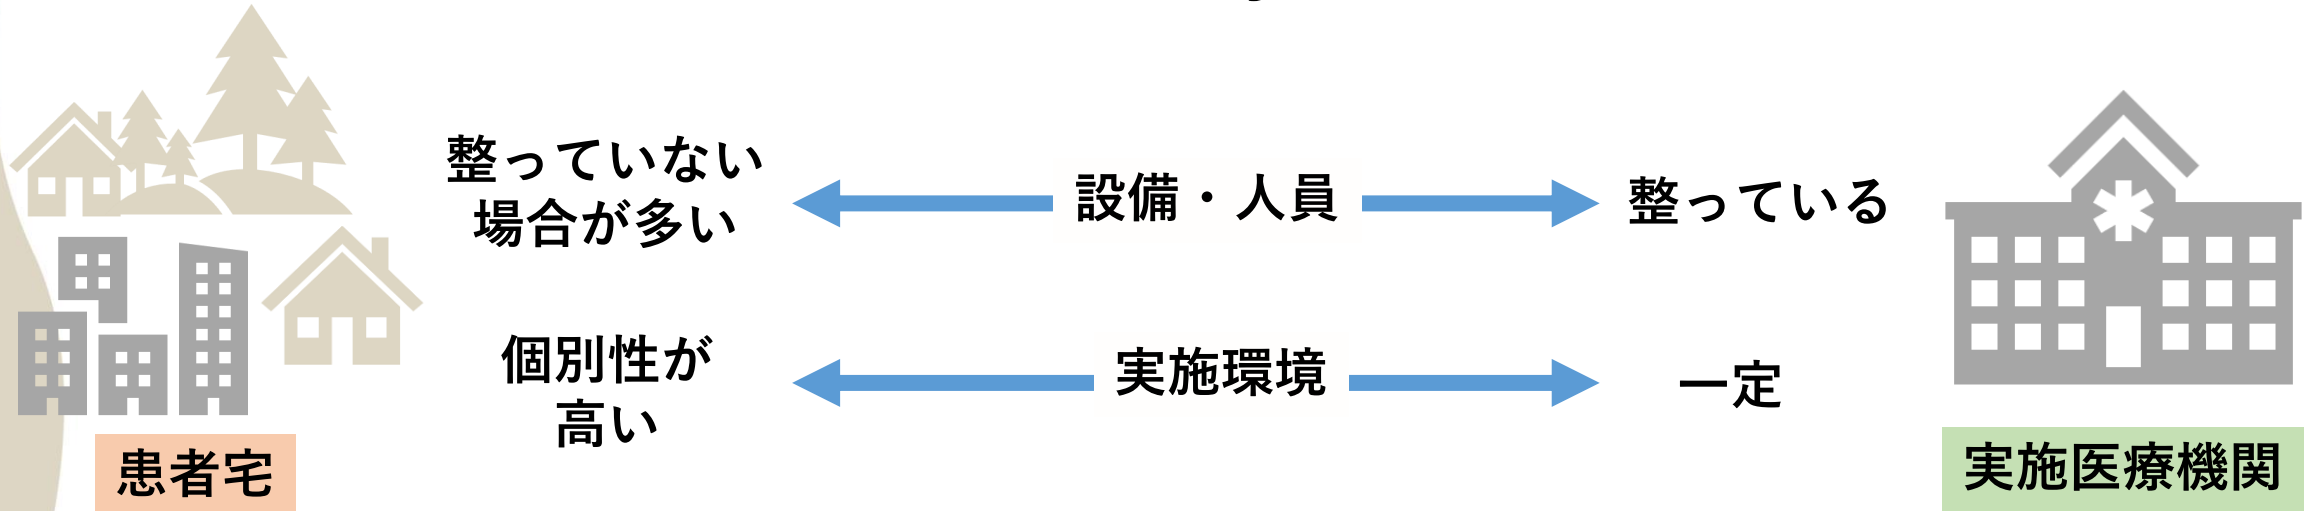 整っていない
場合が多い
設備・人員
整っている
個別性が
高い
実施環境
一定
患者宅
実施医療機関